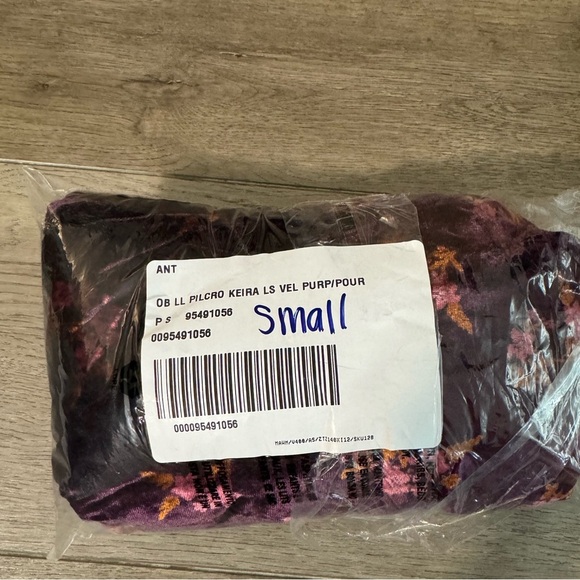 ANT
OB LL PILCRO KEIRA LS VEL PURP/POUR
P S 95491056
small
0095491056
000095491056